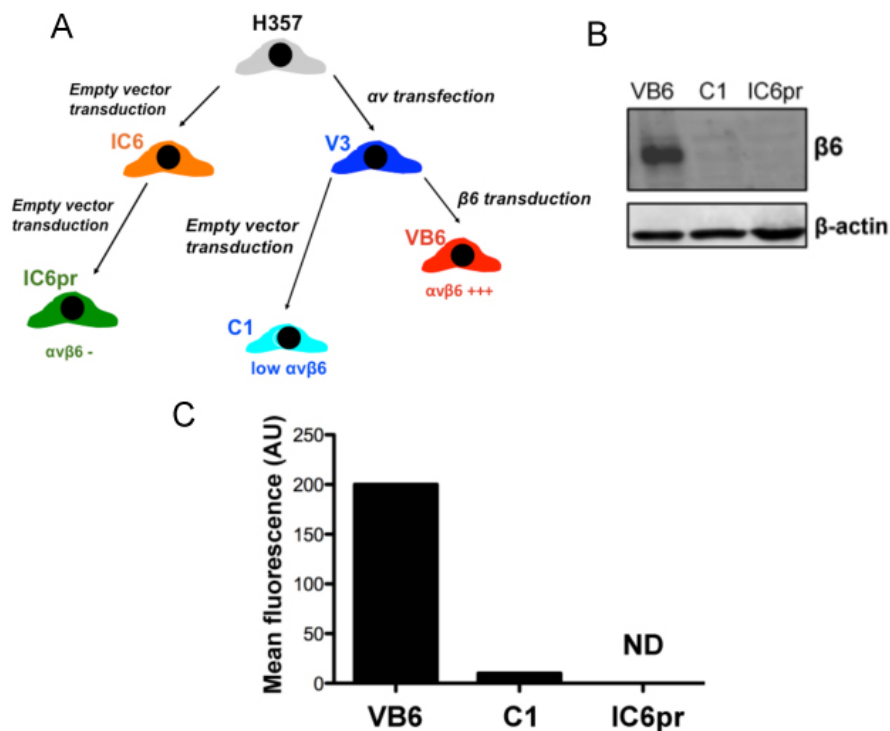 A
H357
Empty vector
transduction
αv transfection
IC6
V3
Empty vector
transduction
Empty vector
transduction
β6 transduction
VB6
αvβ6 +++
IC6pr
αvβ6 -
C1
low αvβ6
B
VB6 C1 IC6pr
β6
β-actin
C
Mean fluorescence (AU)
250
200
150
100
50
0
ND
VB6 C1 IC6pr